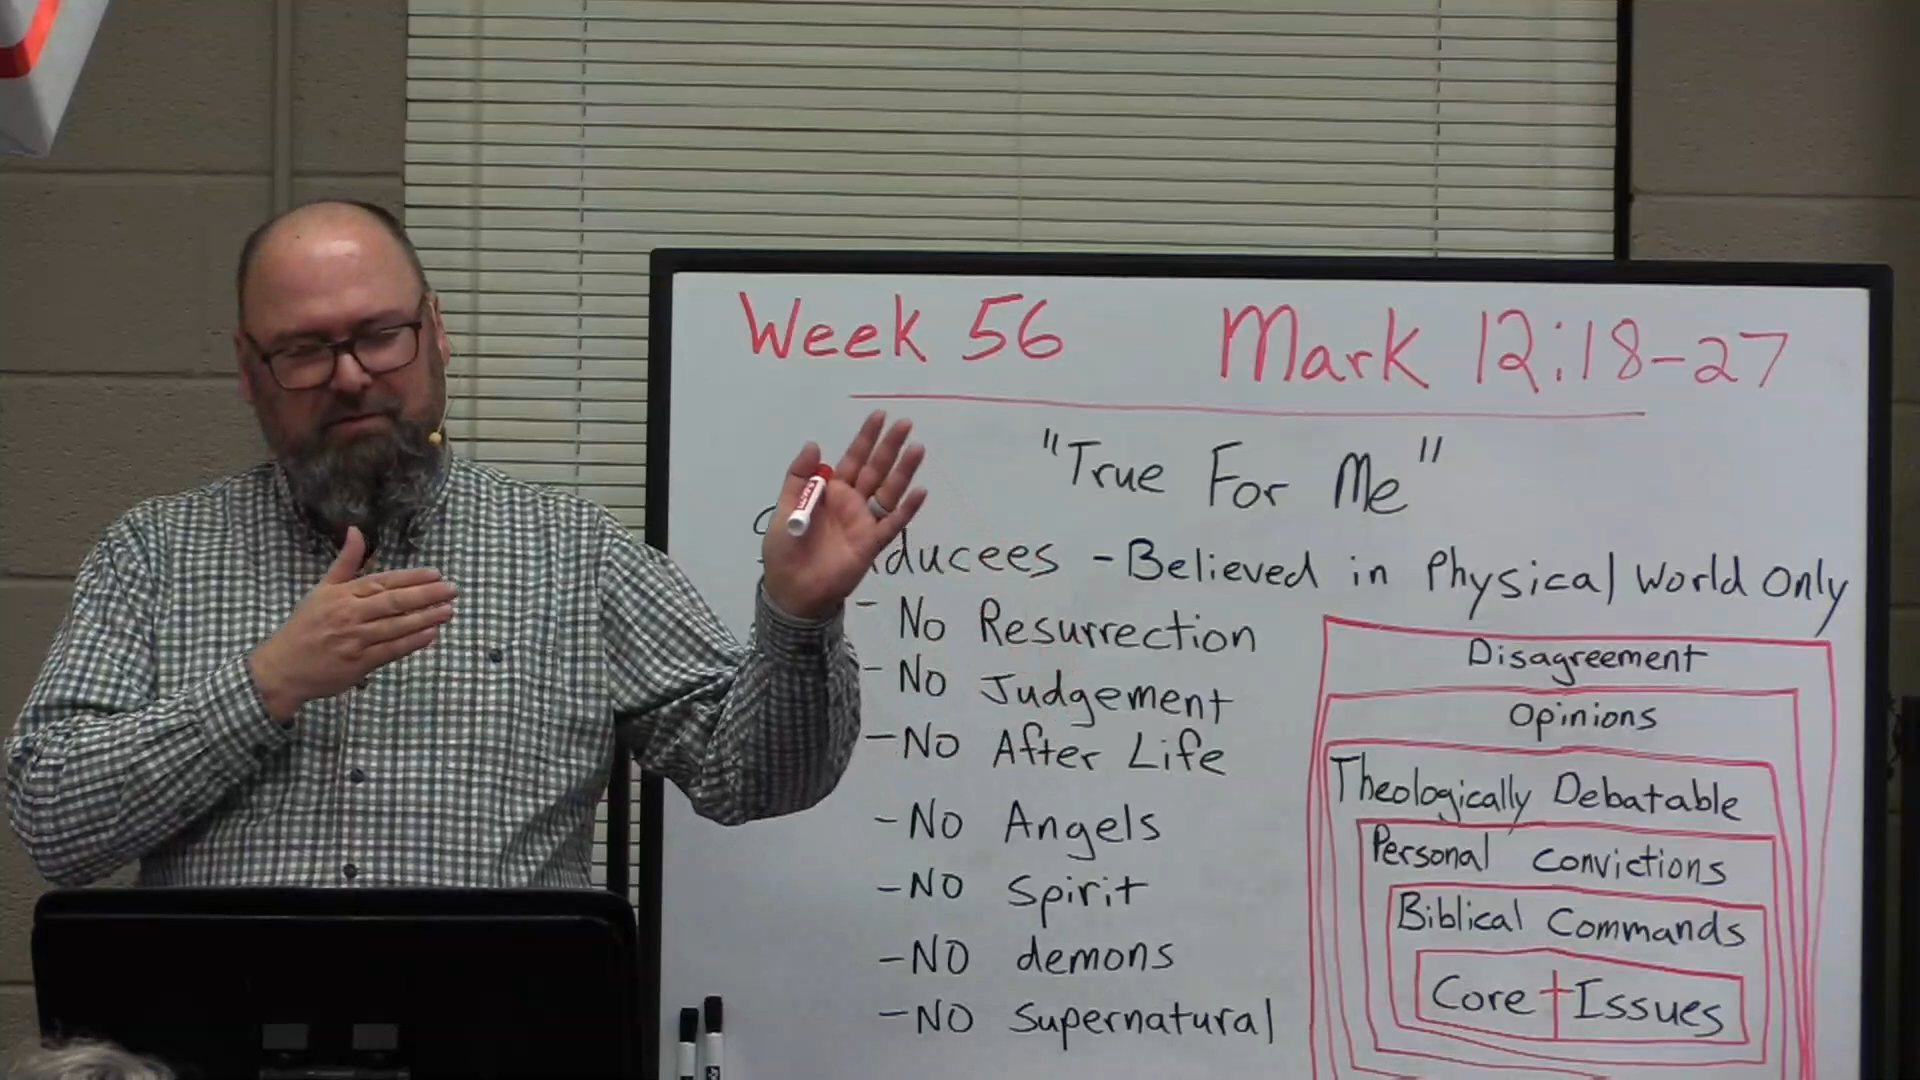 Week 56 Mark 12:18-27
"True For Me"
ducees - Believed in Physical World Only
- No Resurrection
- No Judgement
- No After Life
- No Angels
- No Spirit
- No demons
- No Supernatural
Disagreement
Opinions
Theologically Debatable
Personal Convictions
Biblical Commands
Core Issues